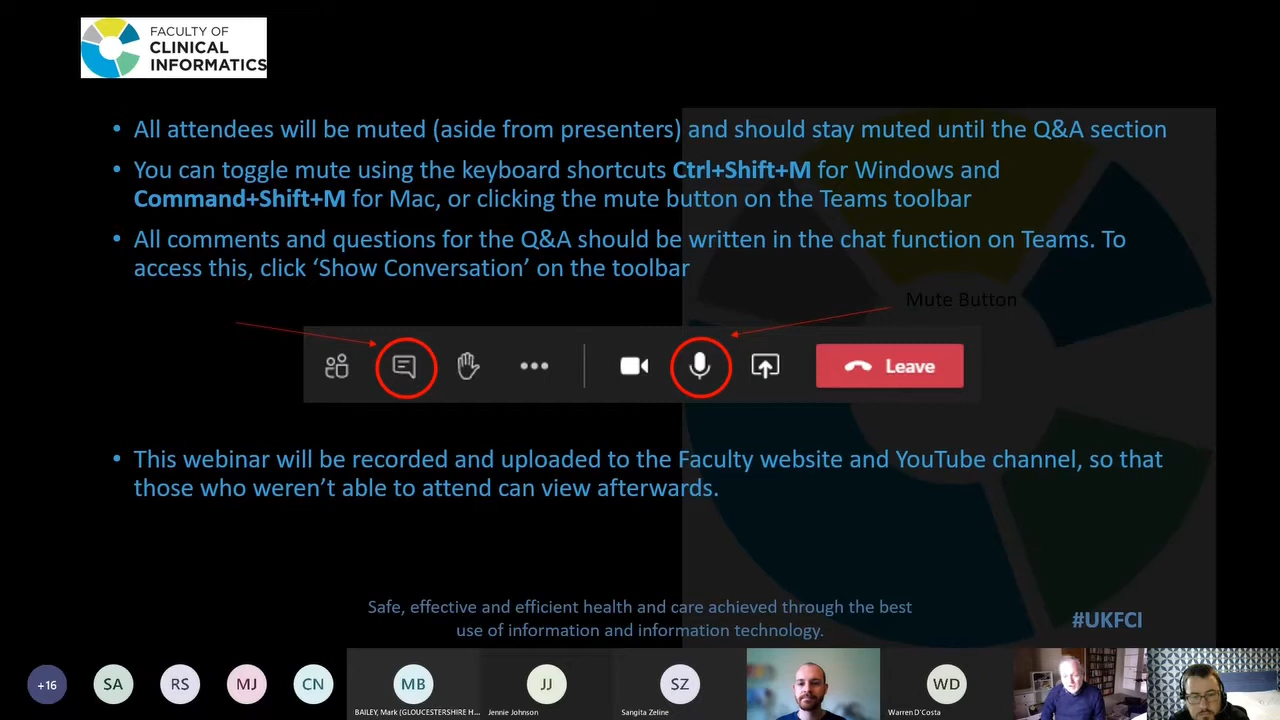 FACULTY OF
CLINICAL
INFORMATICS
• All attendees will be muted (aside from presenters) and should stay muted until the Q&A section
• You can toggle mute using the keyboard shortcuts Ctrl+Shift+M for Windows and
Command+Shift+M for Mac, or clicking the mute button on the Teams toolbar
• All comments and questions for the Q&A should be written in the chat function on Teams. To
access this, click ‘Show Conversation’ on the toolbar
Mute Button
Leave
• This webinar will be recorded and uploaded to the Faculty website and YouTube channel, so that
those who weren’t able to attend can view afterwards.
Safe, effective and efficient health and care achieved through the best
use of information and information technology.
#UKFCI
+16
SA
RS
MJ
CN
MB
JJ
SZ
WD
BAILEY, Mark (GLOUCESTERSHIRE H...
Jennie Johnson
Sangita Zeline
Warren D'Costa